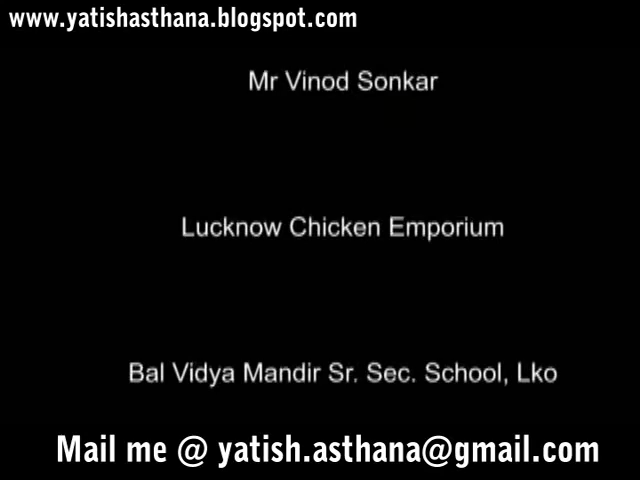 www.yatishasthana.blogspot.com
Mr Vinod Sonkar
Lucknow Chicken Emporium
Bal Vidya Mandir Sr. Sec. School, Lko
Mail me @ yatish.asthana@gmail.com